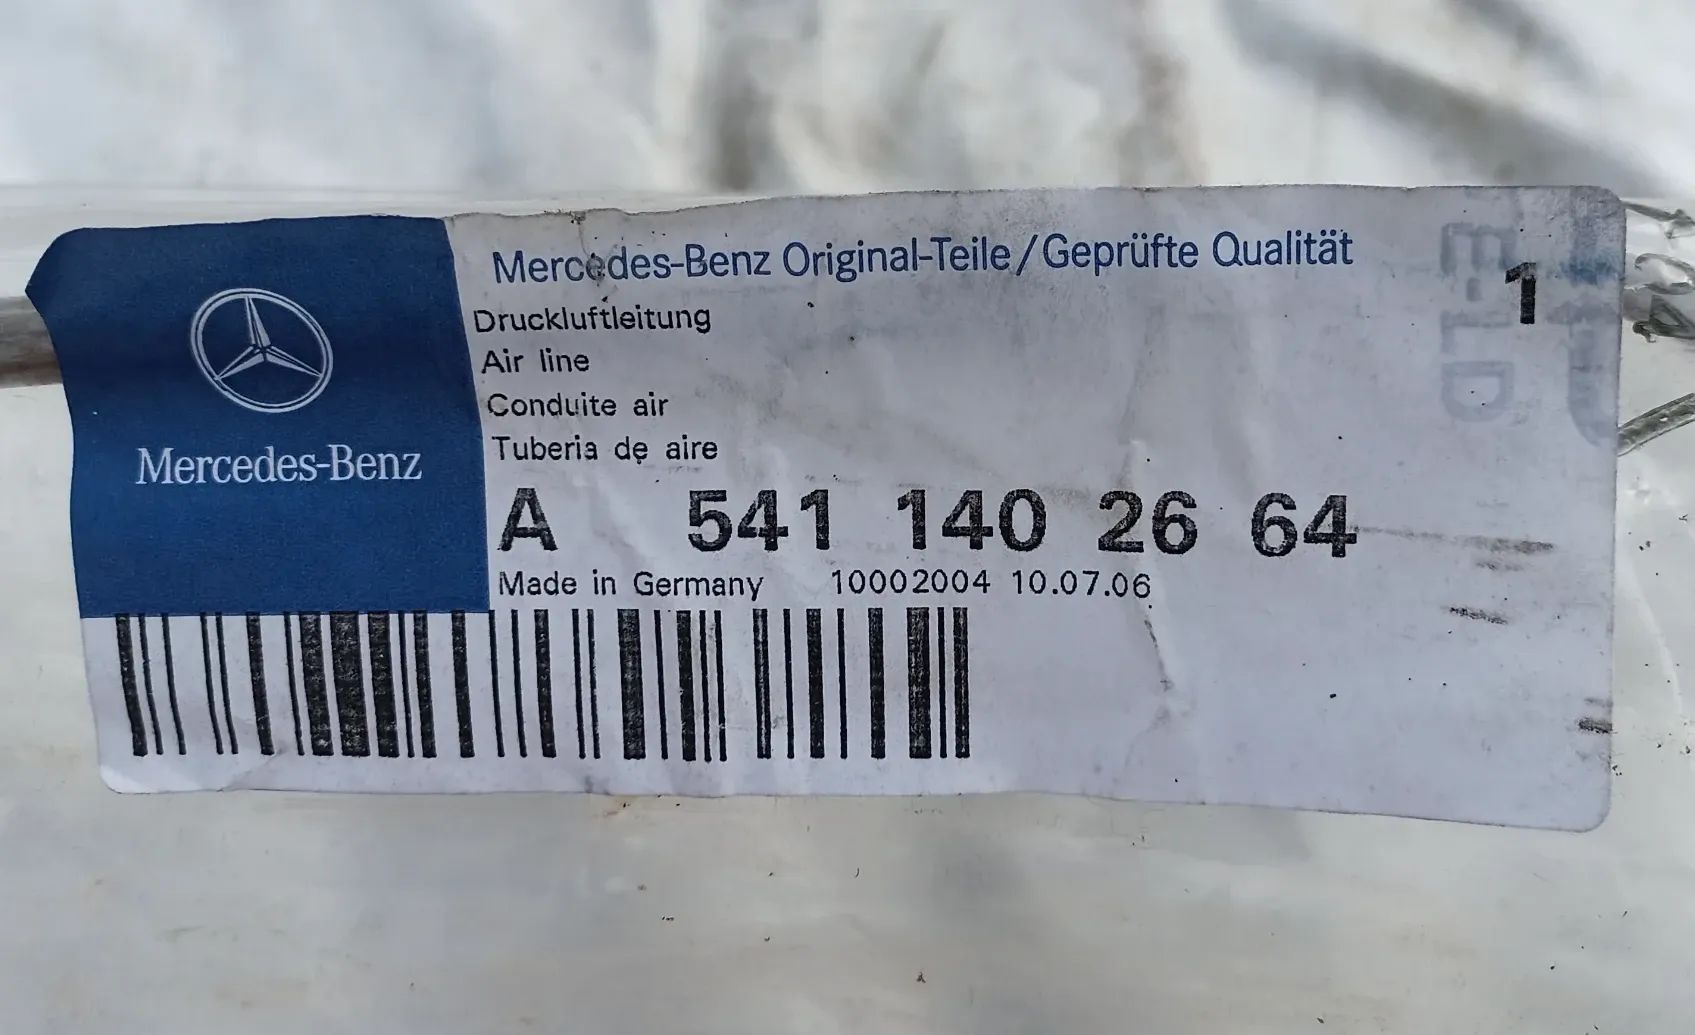 Mercedes-Benz
Mercedes-Benz Original-Teile / Geprüfte Qualität
1
Druckluftleitung
Air line
Conduite air
Tuberia de aire
A 541 140 26 64
Made in Germany 10002004 10.07.06